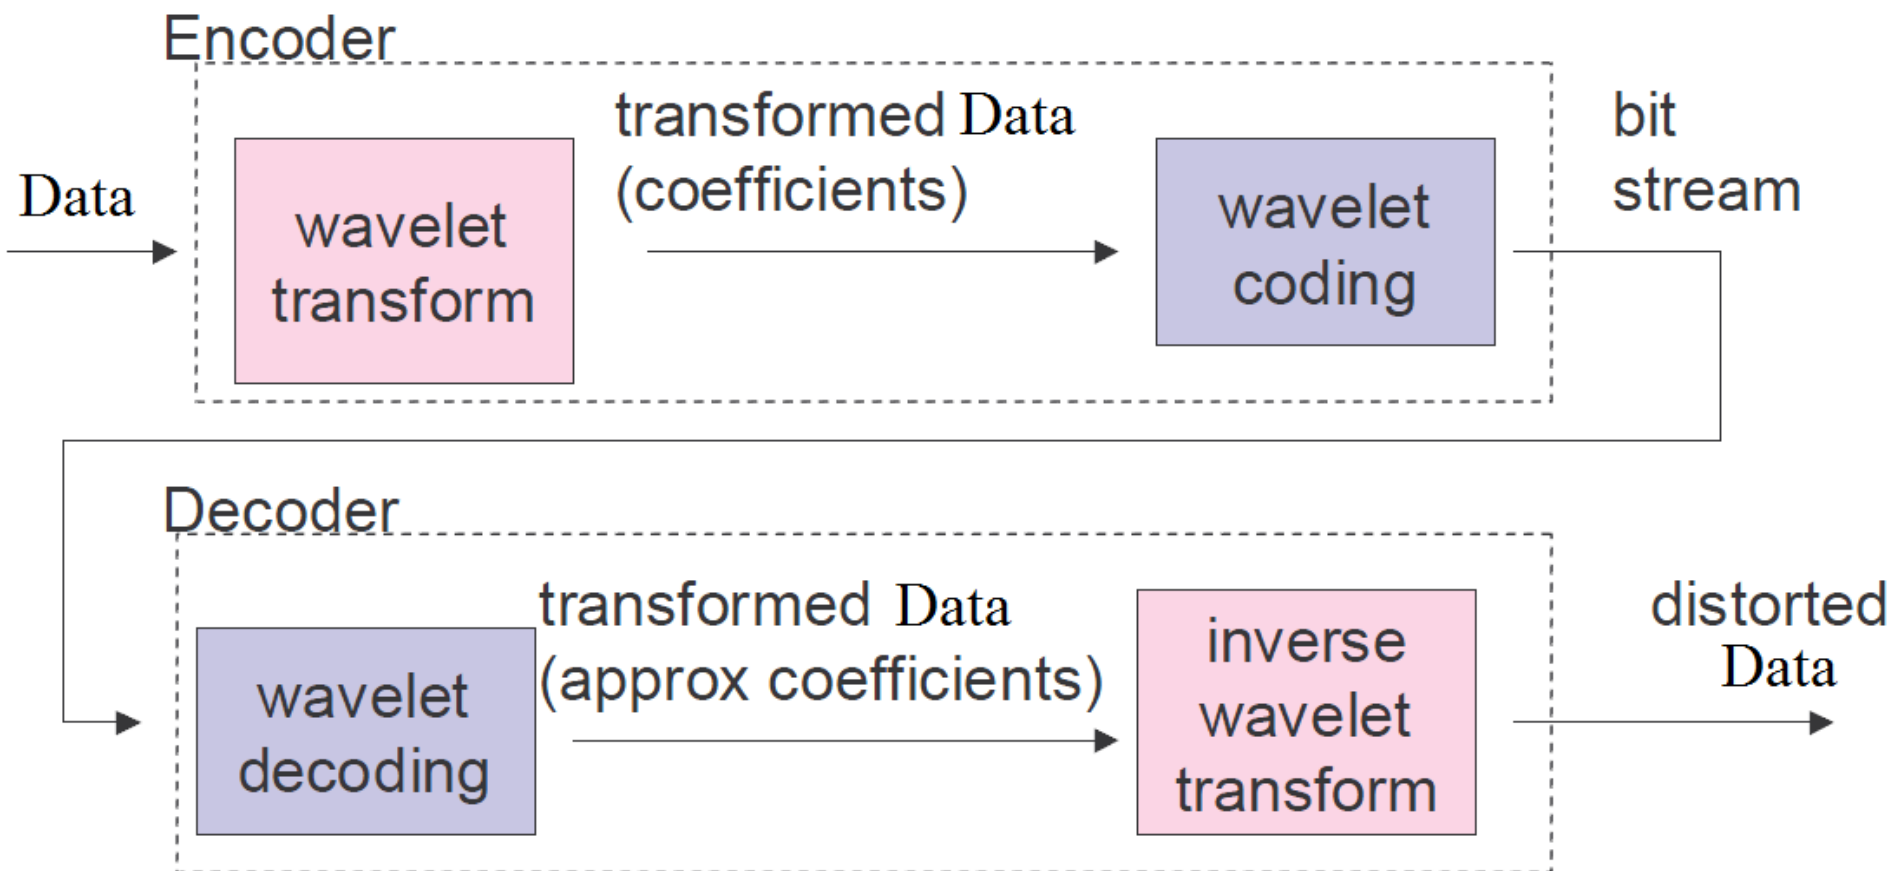 Encoder
Data
wavelet
transform
transformed Data
(coefficients)
wavelet
coding
bit
stream
Decoder
wavelet
decoding
transformed Data
(approx coefficients)
inverse
wavelet
transform
distorted
Data